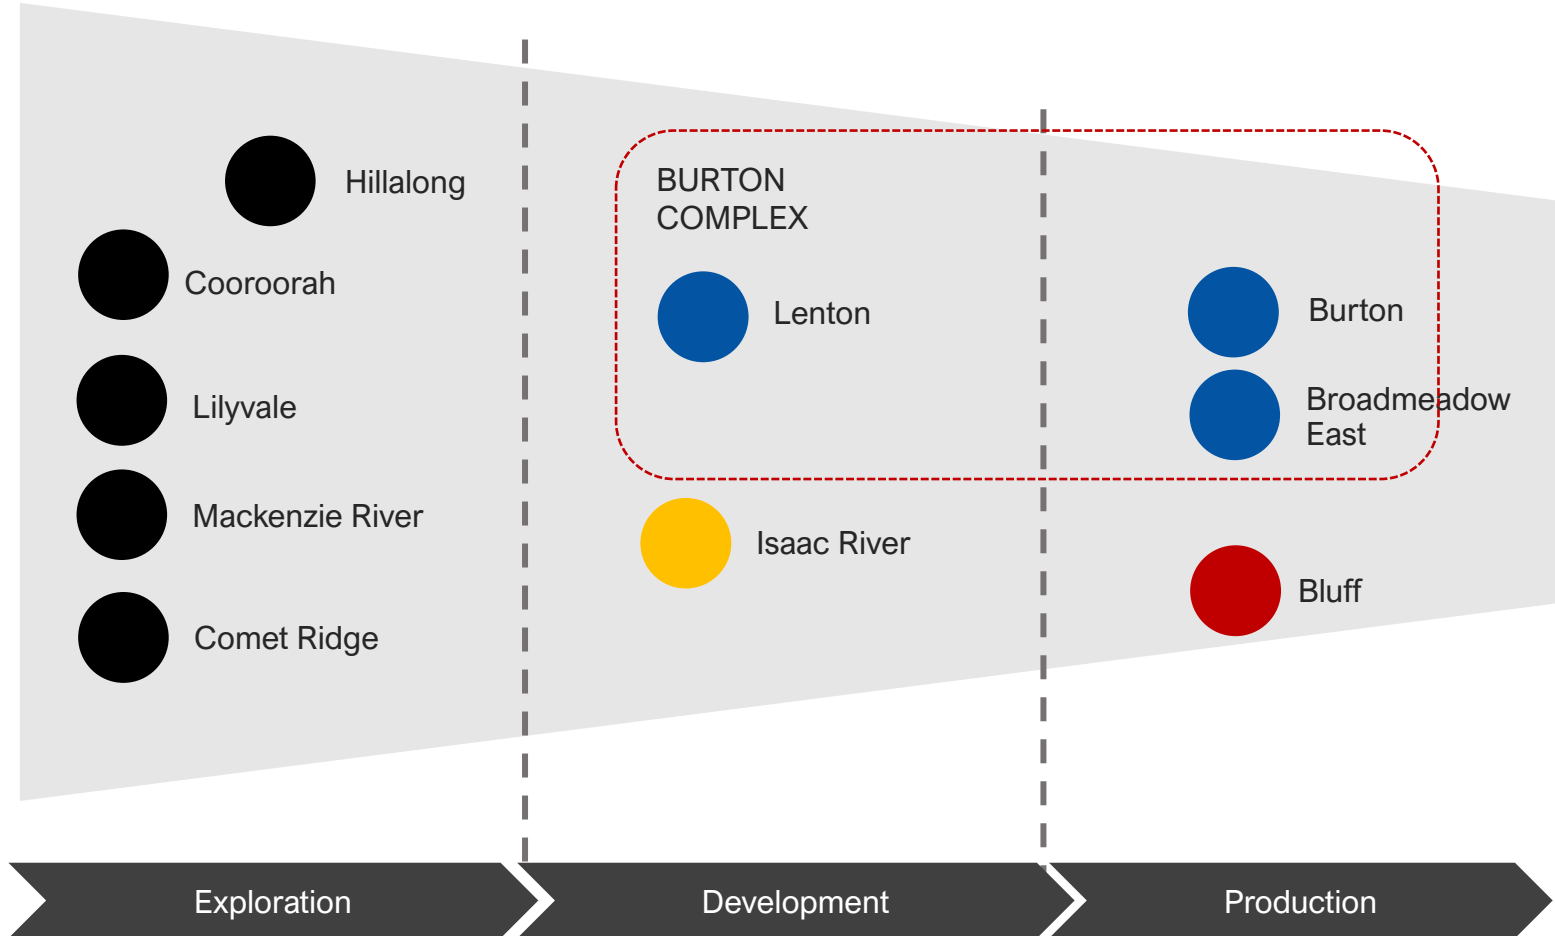 Hillalong
Cooroorah
Lilyvale
Mackenzie River
Comet Ridge
BURTON
COMPLEX
Lenton
Isaac River
Burton
Broadmeadow
East
Bluff
Exploration
Development
Production